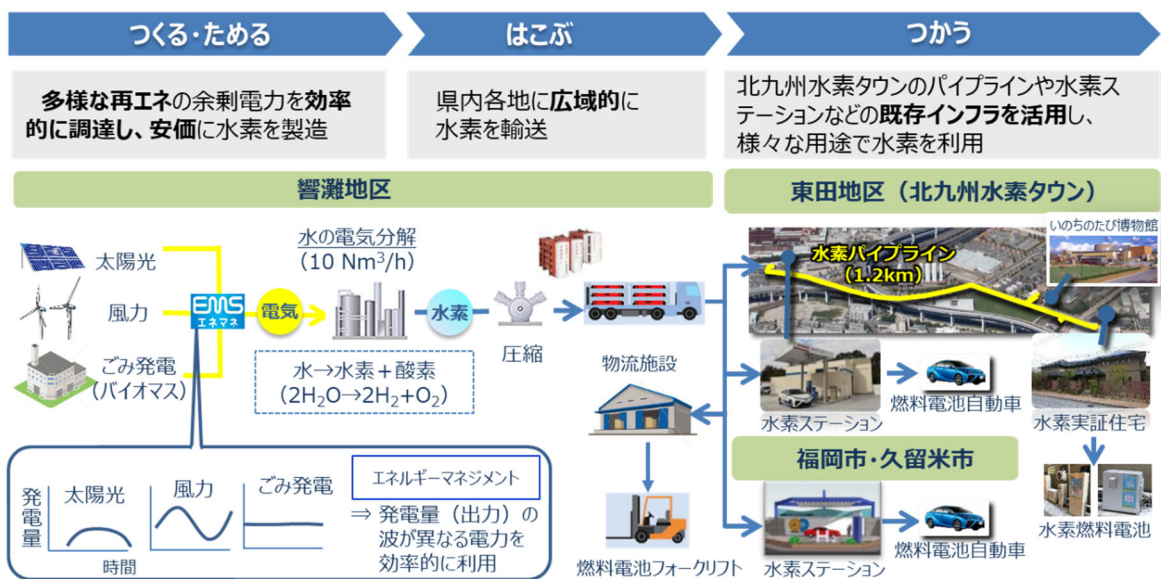 つくる・ためる
はこぶ
つかう
多様な再エネの余剰電力を効率
的に調達し、安価に水素を製造
県内各地に広域的に
水素を輸送
北九州水素タウンのパイプラインや水素ス
テーションなどの既存インフラを活用し、
様々な用途で水素を利用
響灘地区
東田地区（北九州水素タウン）
太陽光
風力
ごみ発電
(バイオマス)
EMS
エネマネ
電気
水の電気分解
(10 Nm³/h)
水素
圧縮
水→水素＋酸素
(2H₂O→2H₂+O₂)
水素パイプライン
(1.2km)
いのちのたび博物館
物流施設
水素ステーション
燃料電池自動車
水素実証住宅
福岡市・久留米市
水素燃料電池
燃料電池フォークリフト
水素ステーション
燃料電池自動車
発電量
太陽光
風力
ごみ発電
時間
エネルギーマネジメント
⇒ 発電量（出力）の
波が異なる電力を
効率的に利用